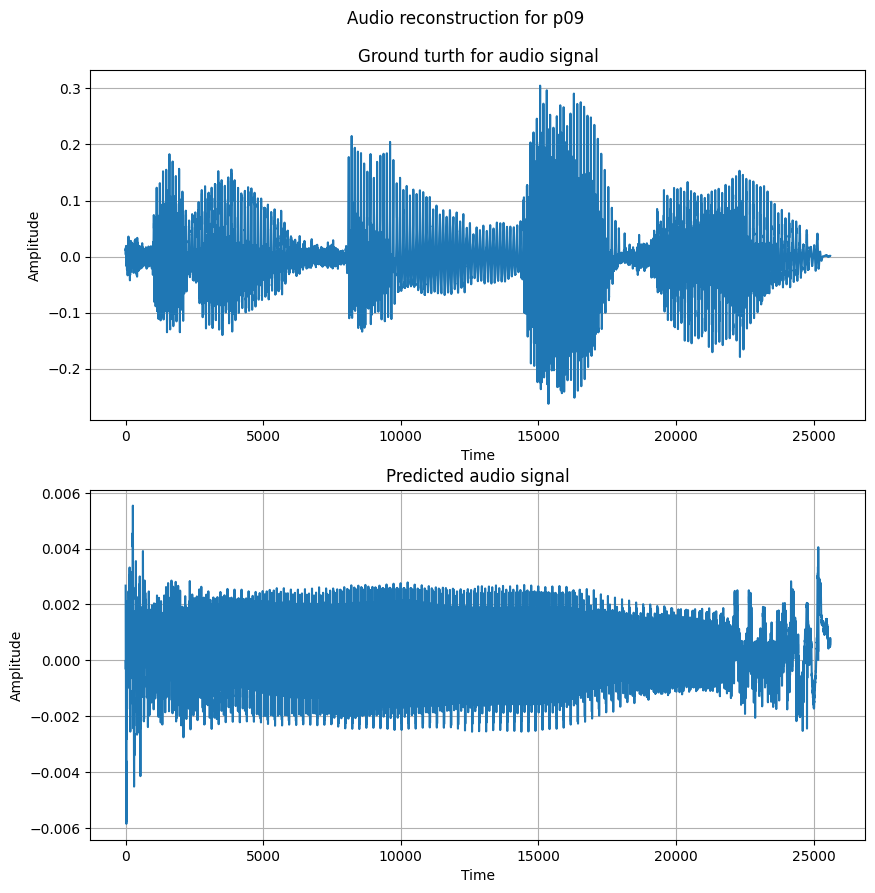 Audio reconstruction for p09
Ground turth for audio signal
0.3
0.2
0.1
0.0
−0.1
−0.2
Amplitude
0 5000 10000 15000 20000 25000
Time
Predicted audio signal
0.006
0.004
0.002
0.000
−0.002
−0.004
−0.006
Amplitude
0 5000 10000 15000 20000 25000
Time